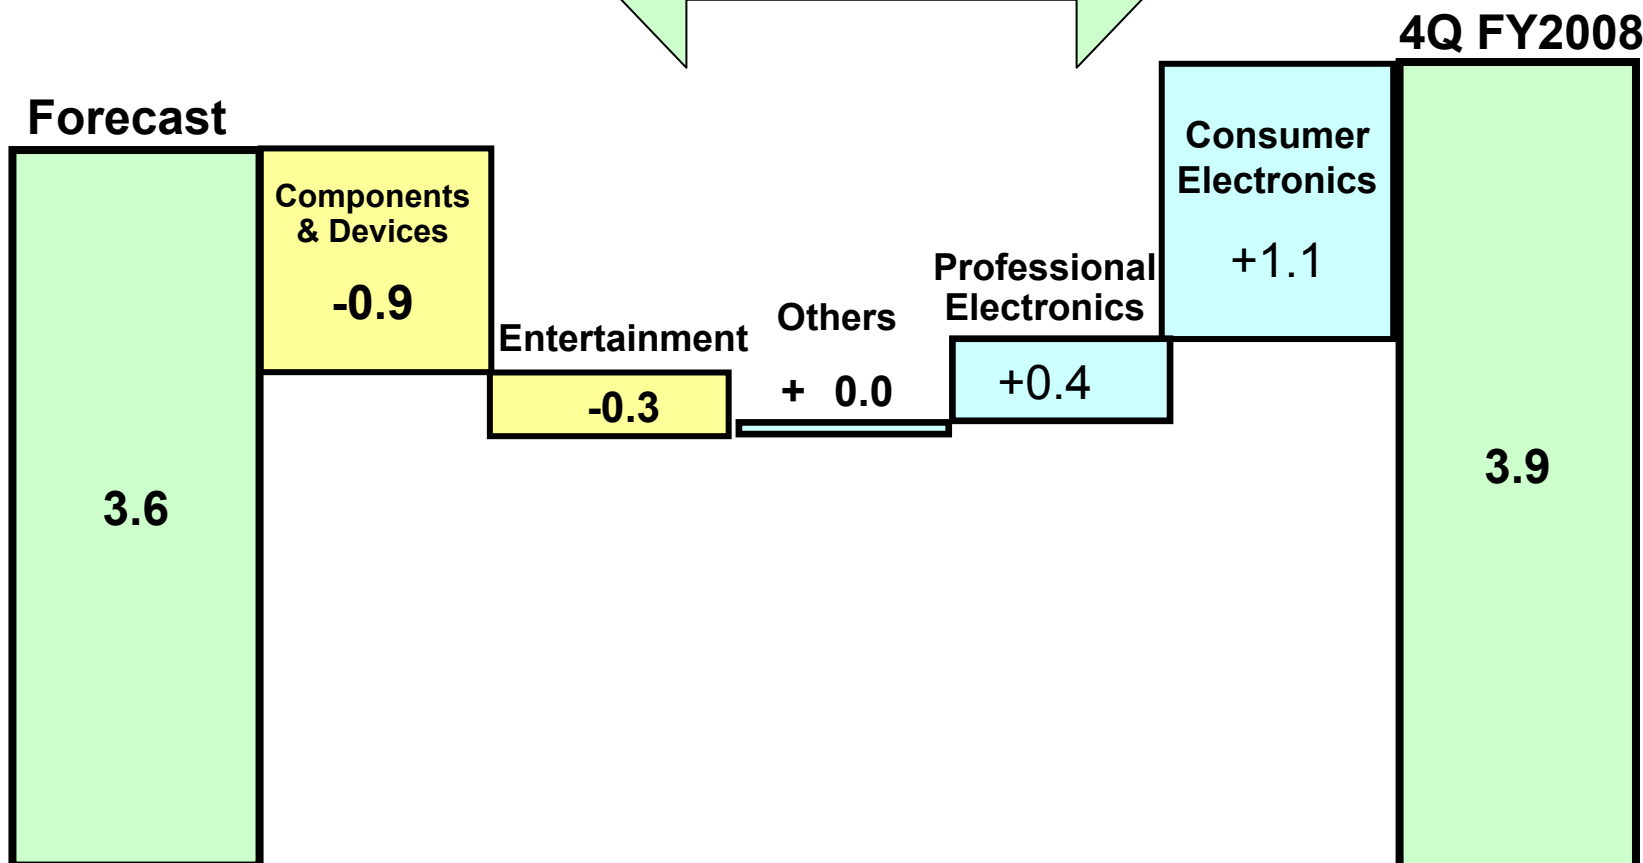 4Q FY2008
Forecast
Consumer
Electronics
+1.1
Components
& Devices
-0.9
Professional
Electronics
+0.4
Others
+ 0.0
Entertainment
-0.3
3.9
3.6